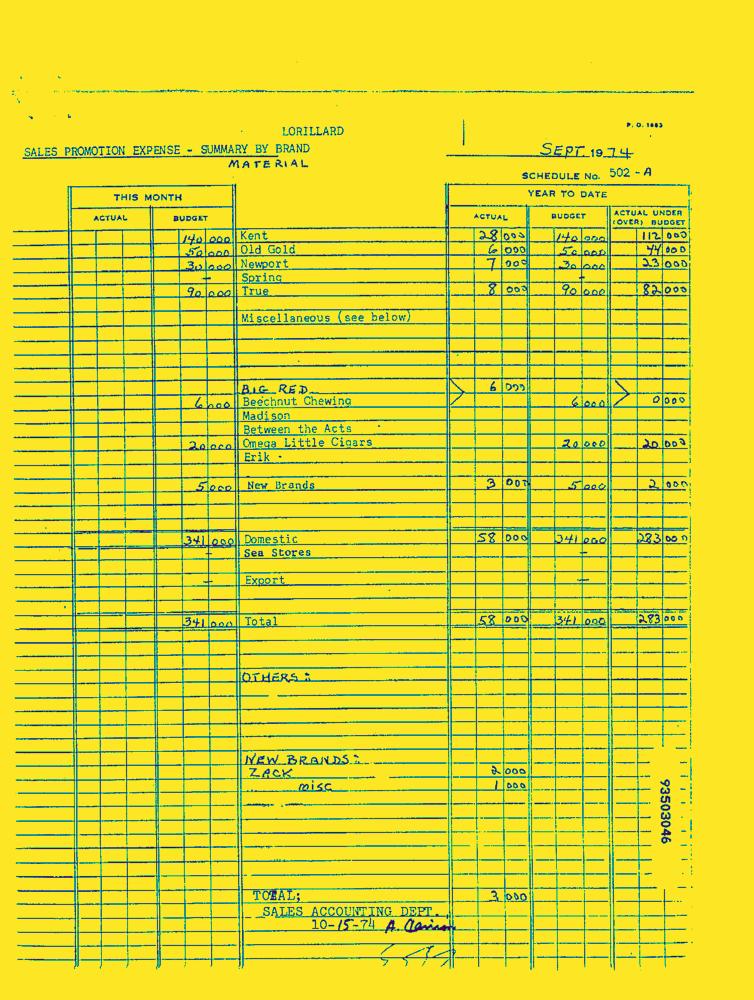 P. O. 1083
LORILLARD
SALES PROMOTION EXPENSE - SUMMARY BY BRAND
MATERIAL
SEPT. 1974
SCHEDULE No. 502 - A
THIS MONTH YEAR TO DATE
ACTUAL BUDGET ACTUAL BUDGET ACTUAL UNDER (OVER) BUDGET
140 000 Kent 28 000 140 000 112 000
50 000 Old Gold 6 000 50 000 44 000
30 000 Newport 7 000 30 000 23 000
- Spring -
90 000 True 8 000 90 000 82 000
Miscellaneous (see below)
BIG RED 6 000
6 000 Beechnut Chewing 6 000 0 000
Madison
Between the Acts
20 000 Omega Little Cigars 20 000 20 000
Erik -
5 000 New Brands 3 000 5 000 2 000
341 000 Domestic 58 000 341 000 283 000
- Sea Stores -
- Export -
341 000 Total 58 000 341 000 283 000
OTHERS:
NEW BRANDS:
ZACK 2 000
misc 1 000
93503046
TOTAL; 3 000
SALES ACCOUNTING DEPT.
10-15-74 A.